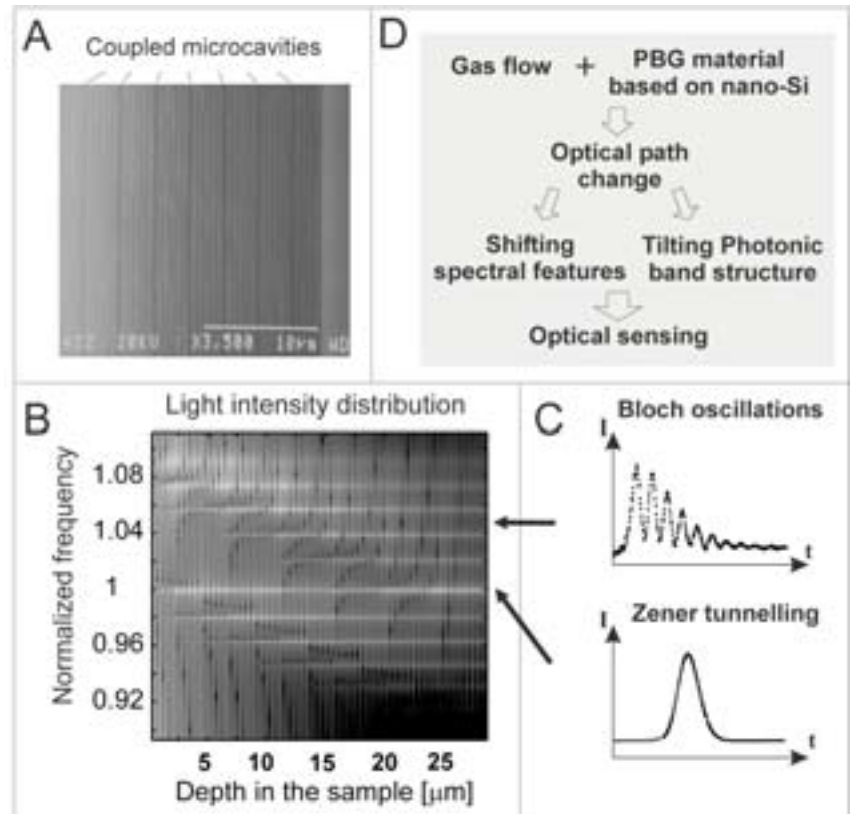 A
Coupled microcavities
20KU X3,500 10µm WD
D
Gas flow + PBG material
based on nano-Si
Optical path
change
Shifting
spectral features
Tilting Photonic
band structure
Optical sensing
B
Light intensity distribution
Normalized frequency
1.08
1.04
1
0.96
0.92
5 10 15 20 25
Depth in the sample [µm]
C
Bloch oscillations
I
t
Zener tunnelling
I
t